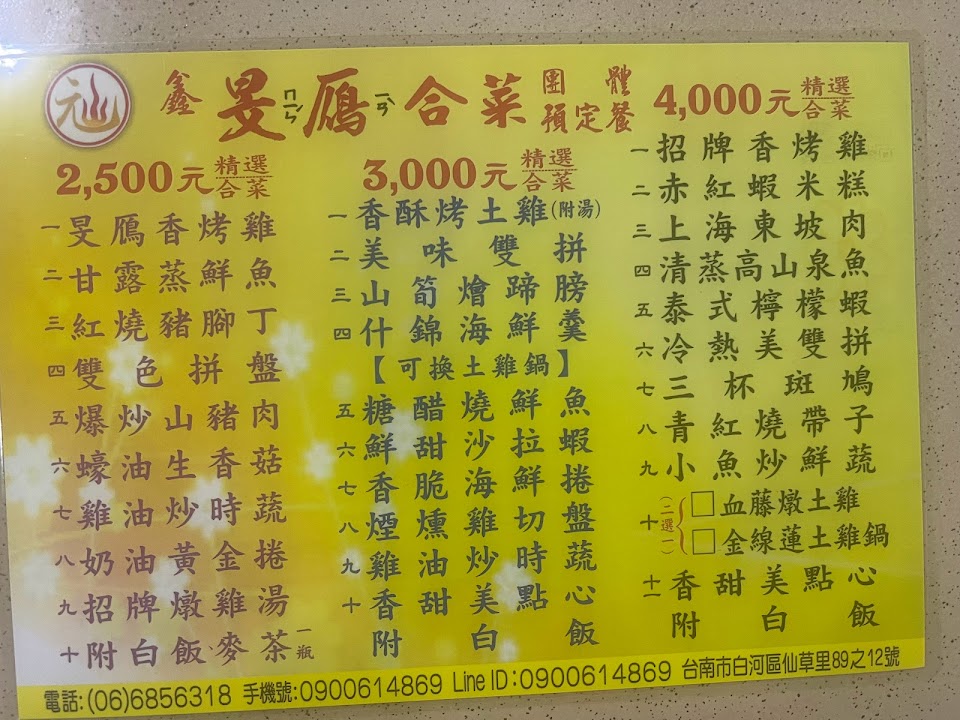 元
鑫 旻ㄇㄧㄣˊ鴈ㄧㄢˋ合菜 團體預定餐
2,500元 精選合菜
一 旻鴈香烤雞
二 甘露蒸鮮魚
三 紅燒豬腳丁
四 雙色拼盤
五 爆炒山豬肉
六 蠔油生香菇
七 雞油炒時蔬
八 奶油黃金捲
九 招牌燉雞湯
十 附白飯·麥茶一瓶
3,000元 精選合菜
一 香酥烤土雞(附湯)
二 美味雙拼
三 山筍燴蹄膀
四 什錦海鮮羹
【可換土雞鍋】
五 糖醋燒鮮魚
六 鮮甜沙拉蝦
七 香脆海鮮捲
八 煙燻雞切盤
九 雞油炒時蔬
十 香甜美點心
附白飯
4,000元 精選合菜
一 招牌香烤雞
二 赤紅蝦米糕
三 上海東坡肉
四 清蒸高山泉魚
五 泰式檸檬蝦
六 冷熱美雙拼
七 三杯斑鳩
八 青紅燒帶子
九 小魚炒鮮蔬
十 (二選一) □血藤燉土雞
□金線蓮土雞鍋
十一 香甜美點心
附白飯
電話:(06)6856318 手機號:0900614869 Line ID:0900614869 台南市白河區仙草里89之12號